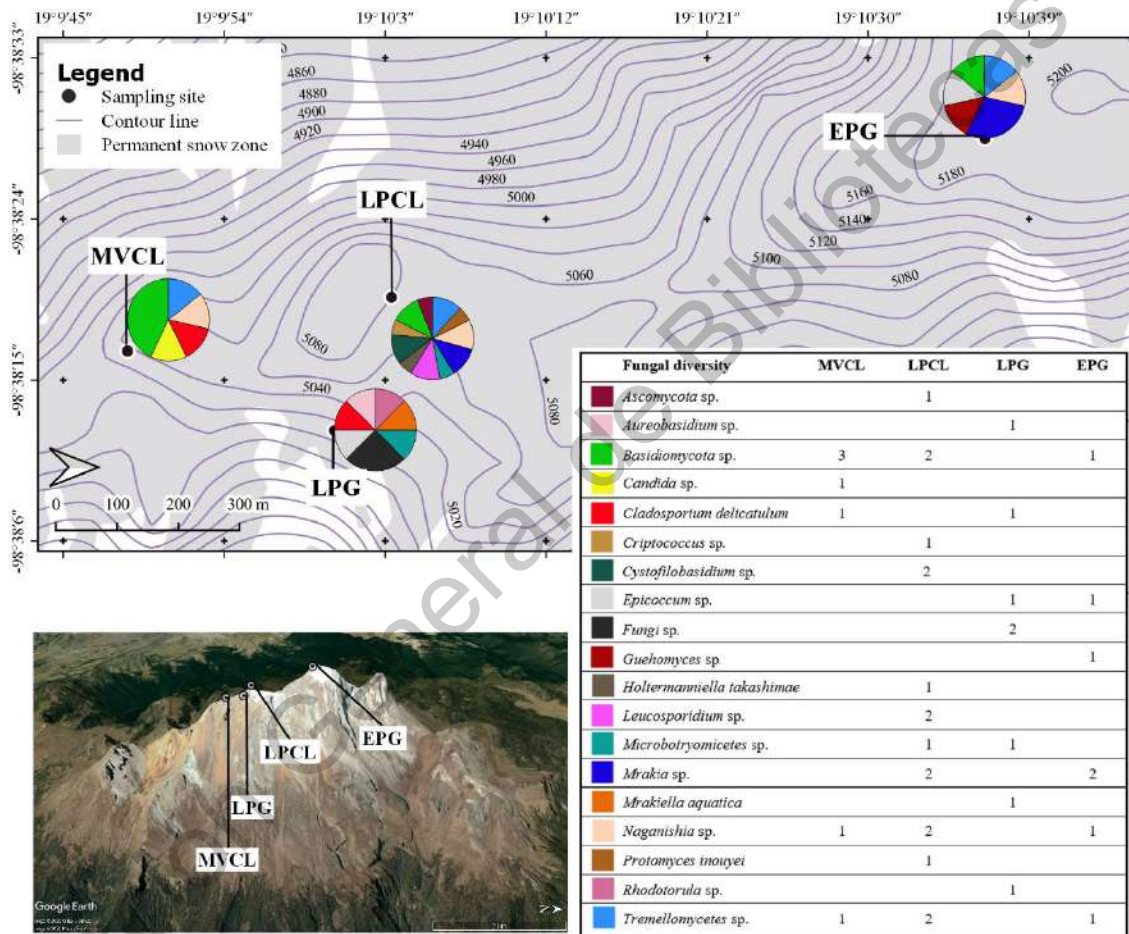 19°9'45" 19°9'54" 19°10'3" 19°10'12" 19°10'21" 19°10'30" 19°10'39"
-98°38'33"
-98°38'24"
-98°38'15"
-98°38'6"
Legend
Sampling site
Contour line
Permanent snow zone
4860
4880
4900
4920
4940
4960
4980
5000
5060
5080
5040
5020
5080
5100
5120
5140
5160
5180
5200
5080
EPG
LPCL
MVCL
LPG
0 100 200 300 m
Fungal diversity MVCL LPCL LPG EPG
Ascomycota sp. 1
Aureobasidium sp. 1
Basidiomycota sp. 3 2 1
Candida sp. 1
Cladosportum delicatulum 1 1
Criptococcus sp. 1
Cystofilobasidium sp. 2
Epicoccum sp. 1 1
Fungi sp. 2
Guehomyces sp. 1
Holtermanniella takashimae 1
Leucosporidium sp. 2
Microbotryomicetes sp. 1 1
Mrakia sp. 2 2
Mrakiella aquatica 1
Naganishia sp. 1 2 1
Protomyces inouyei 1
Rhodotorula sp. 1
Tremellomycetes sp. 1 2 1
EPG
LPCL
LPG
MVCL
Google Earth
General de Bibliotecas